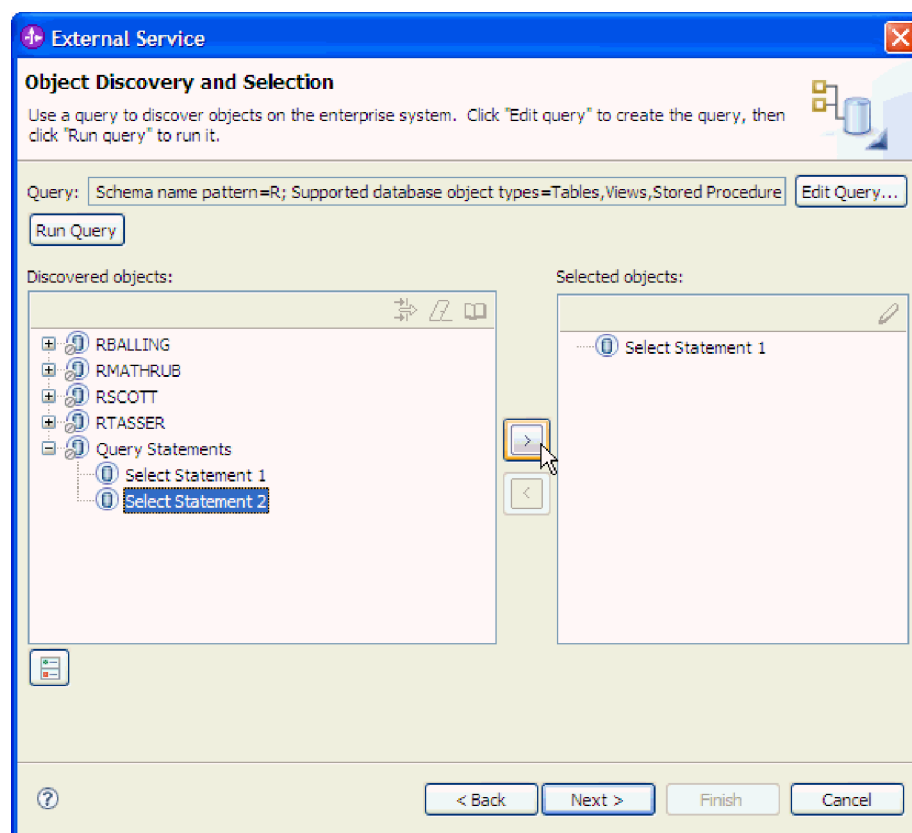 External Service
Object Discovery and Selection
Use a query to discover objects on the enterprise system. Click "Edit query" to create the query, then
click "Run query" to run it.
Query: Schema name pattern=R; Supported database object types=Tables,Views,Stored Procedure Edit Query...
Run Query
Discovered objects:
Selected objects:
RBALLING
RMATHRUB
RSCOTT
RTASSER
Query Statements
Select Statement 1
Select Statement 2
>
<
Select Statement 1
? < Back Next > Finish Cancel